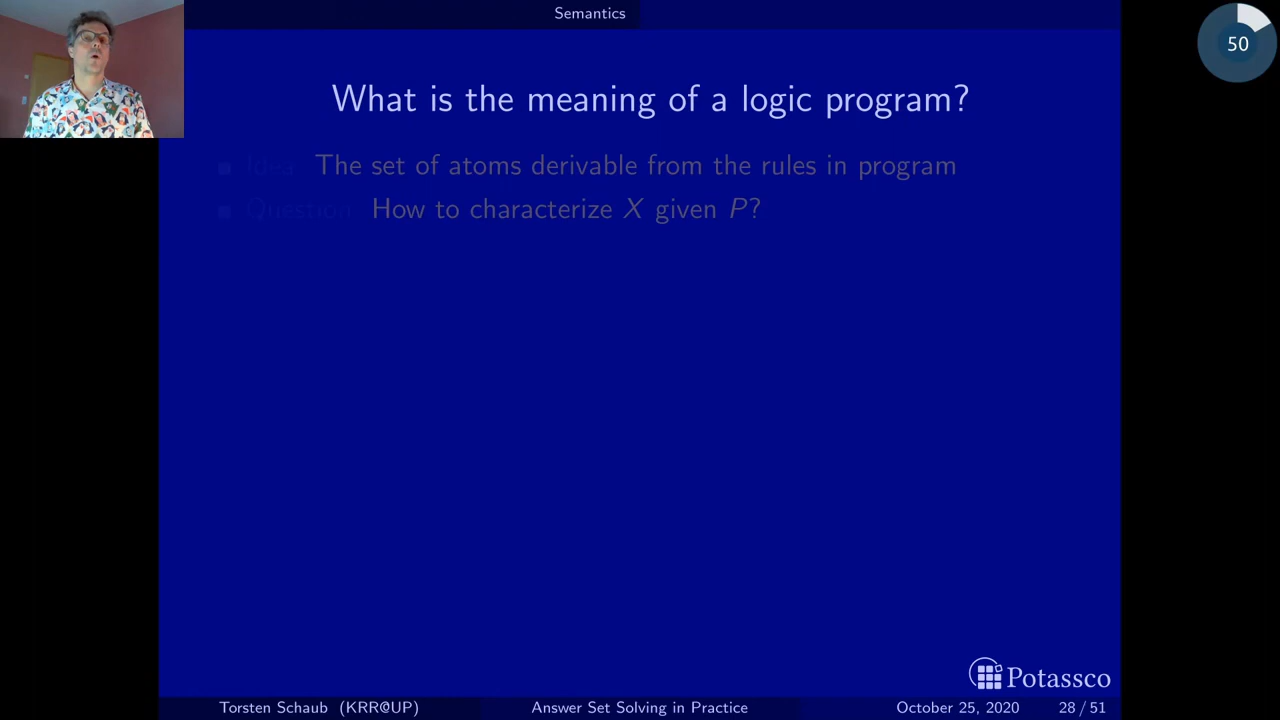 Semantics
50
What is the meaning of a logic program?
Idea The set of atoms derivable from the rules in program
Question How to characterize X given P?
Potassco
Torsten Schaub (KRR@UP) Answer Set Solving in Practice October 25, 2020 28 / 51